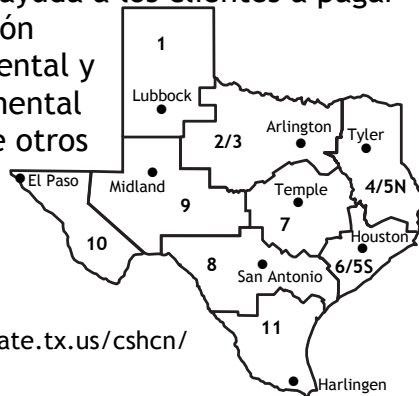 ayuda a los clientes a pagar
ón
ental y
mental
e otros
1
Lubbock
2/3
Arlington
Tyler
El Paso
Midland
Temple
4/5N
9
7
Houston
10
8
6/5S
San Antonio
11
ate.tx.us/cshcn/
Harlingen